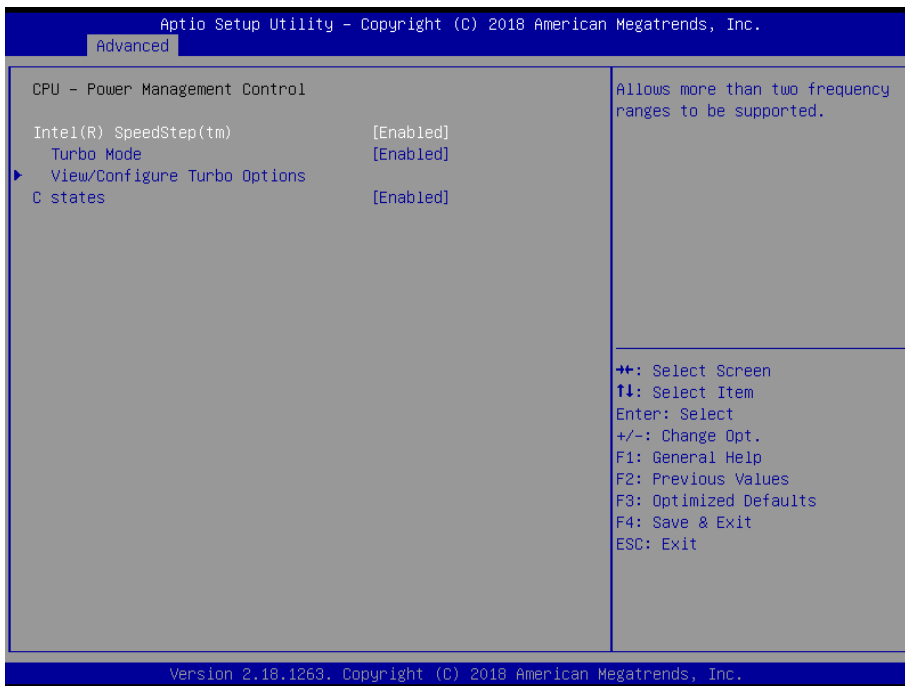 Aptio Setup Utility – Copyright (C) 2018 American Megatrends, Inc.
Advanced
CPU – Power Management Control
Intel(R) SpeedStep(tm) [Enabled]
Turbo Mode [Enabled]
View/Configure Turbo Options
C states [Enabled]
Allows more than two frequency
ranges to be supported.
→←: Select Screen
↑↓: Select Item
Enter: Select
+/-: Change Opt.
F1: General Help
F2: Previous Values
F3: Optimized Defaults
F4: Save & Exit
ESC: Exit
Version 2.18.1263. Copyright (C) 2018 American Megatrends, Inc.